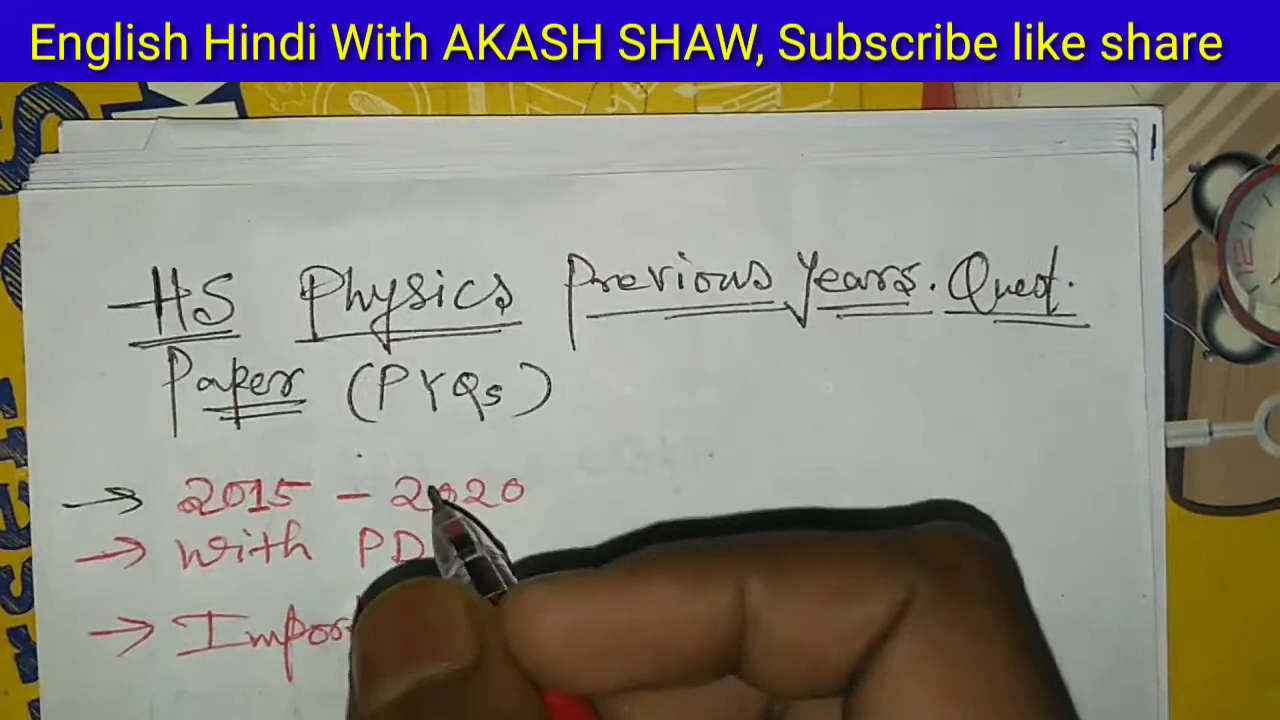 English Hindi With AKASH SHAW, Subscribe like share
HS Physics Previous Years. Quest.
Paper (PYQs)
→ 2015 - 2020
→ With PD
→ Impor
12